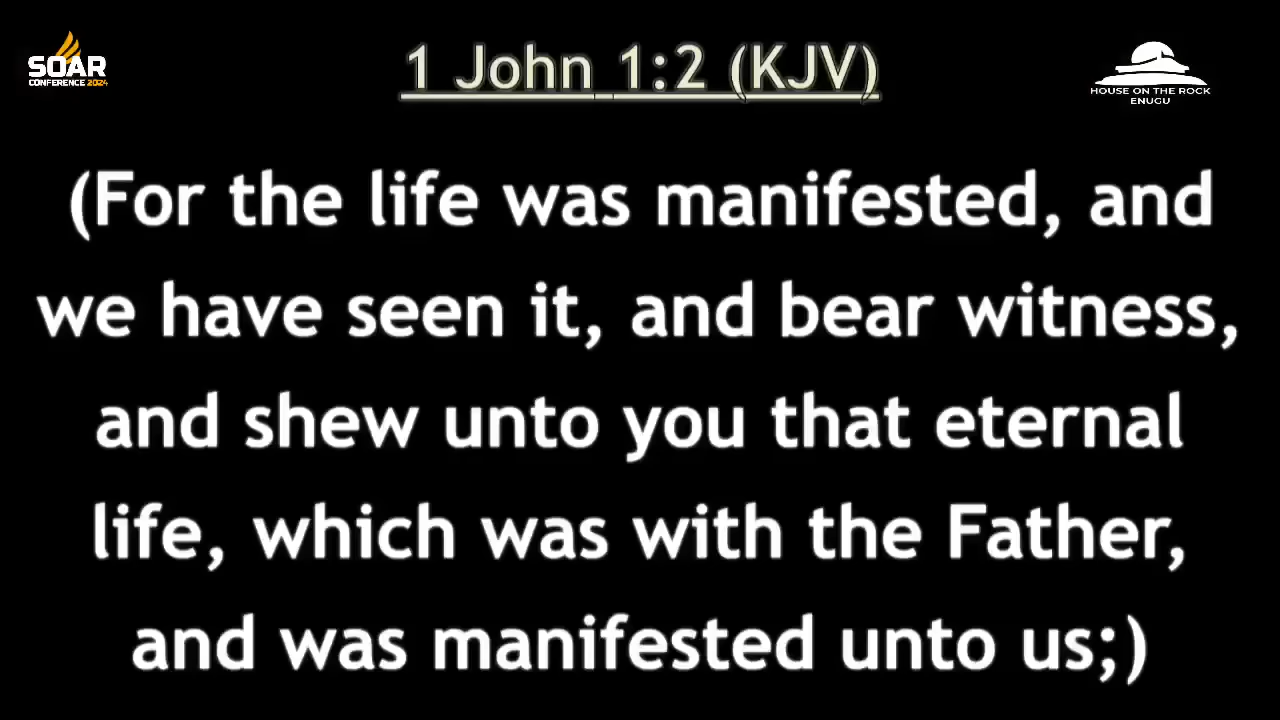 SOAR
CONFERENCE 2024
1 John 1:2 (KJV)
HOUSE ON THE ROCK
ENUGU
(For the life was manifested, and
we have seen it, and bear witness,
and shew unto you that eternal
life, which was with the Father,
and was manifested unto us;)